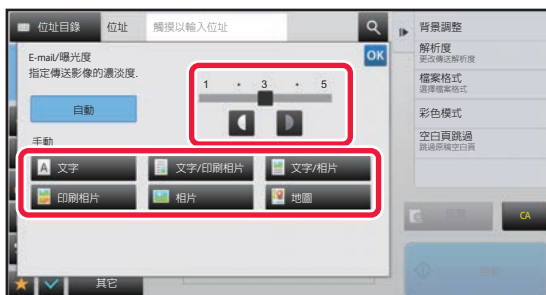 位址目錄
位址
觸摸以輸入位址
E-mail/曝光度
指定傳送影像的濃淡度.
OK
自動
1 • 3 • 5
手動
A 文字
文字/印刷相片
文字/相片
印刷相片
相片
地圖
其它
背景調整
解析度
更改傳送解析度
檔案格式
選擇檔案格式
彩色模式
空白頁跳過
跳過原稿空白頁
CA